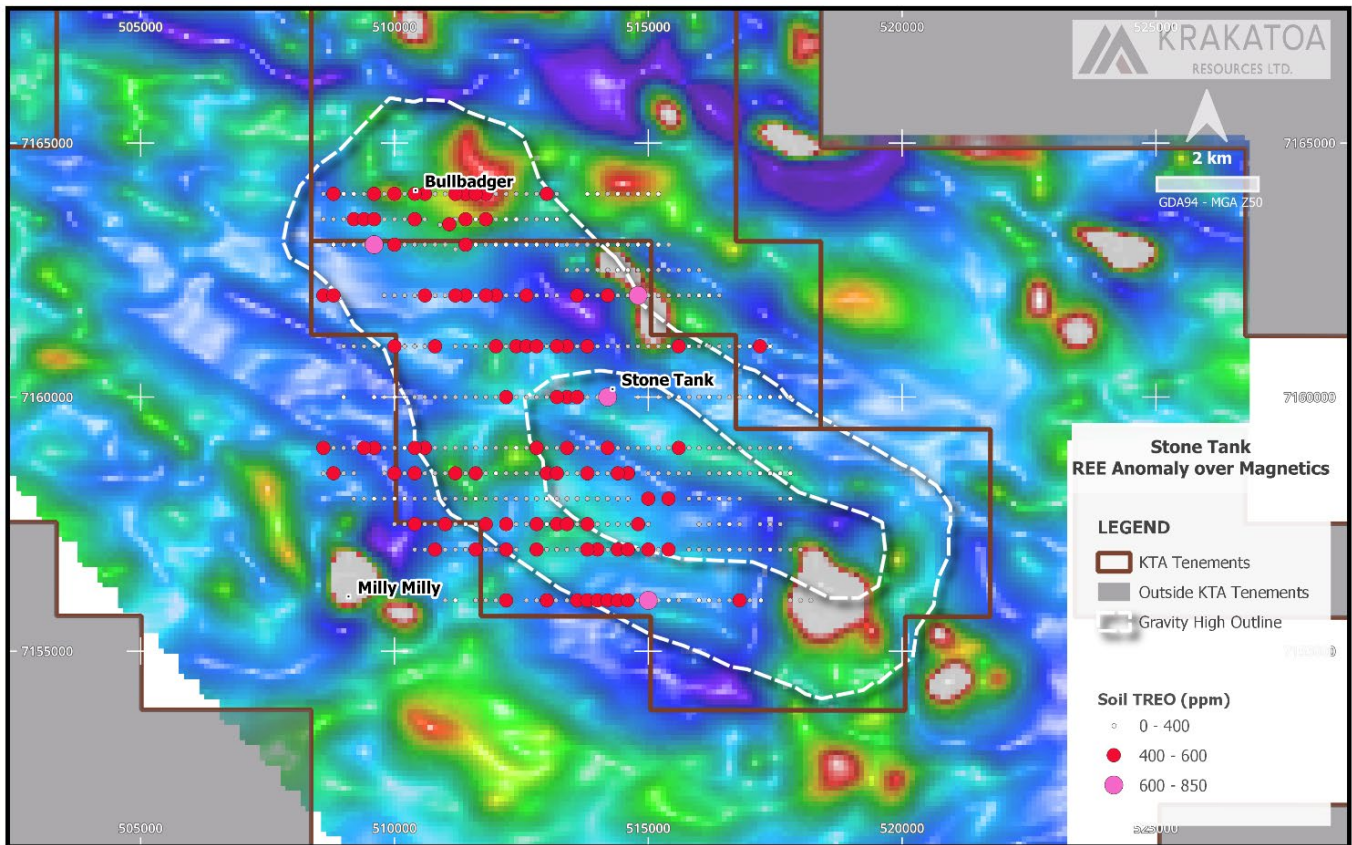 505000 510000 515000 520000 525000
KRAKATOA
RESOURCES LTD.
7165000 7165000
2 km
GDA94 - MGA Z50
Bullbadger
Stone Tank
7160000 7160000
Stone Tank
REE Anomaly over Magnetics
LEGEND
KTA Tenements
Outside KTA Tenements
Gravity High Outline
Milly Milly
7155000
Soil TREO (ppm)
0 - 400
400 - 600
600 - 850
505000 510000 515000 520000 525000